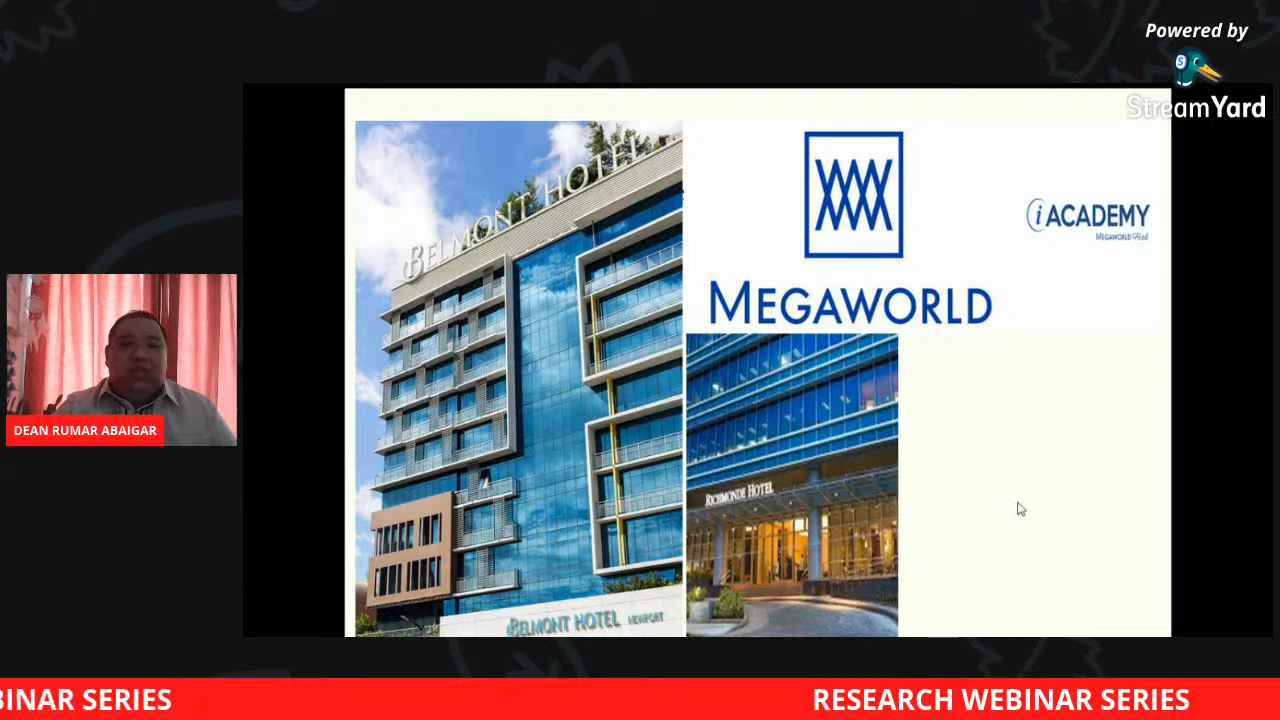 Powered by
StreamYard
BELMONT HOTEL
MEGAWORLD
iACADEMY
MEGAWORLD
RICHMONDE HOTEL
BELMONT HOTEL NEWPORT
DEAN RUMAR ABAIGAR
BINAR SERIES
RESEARCH WEBINAR SERIES